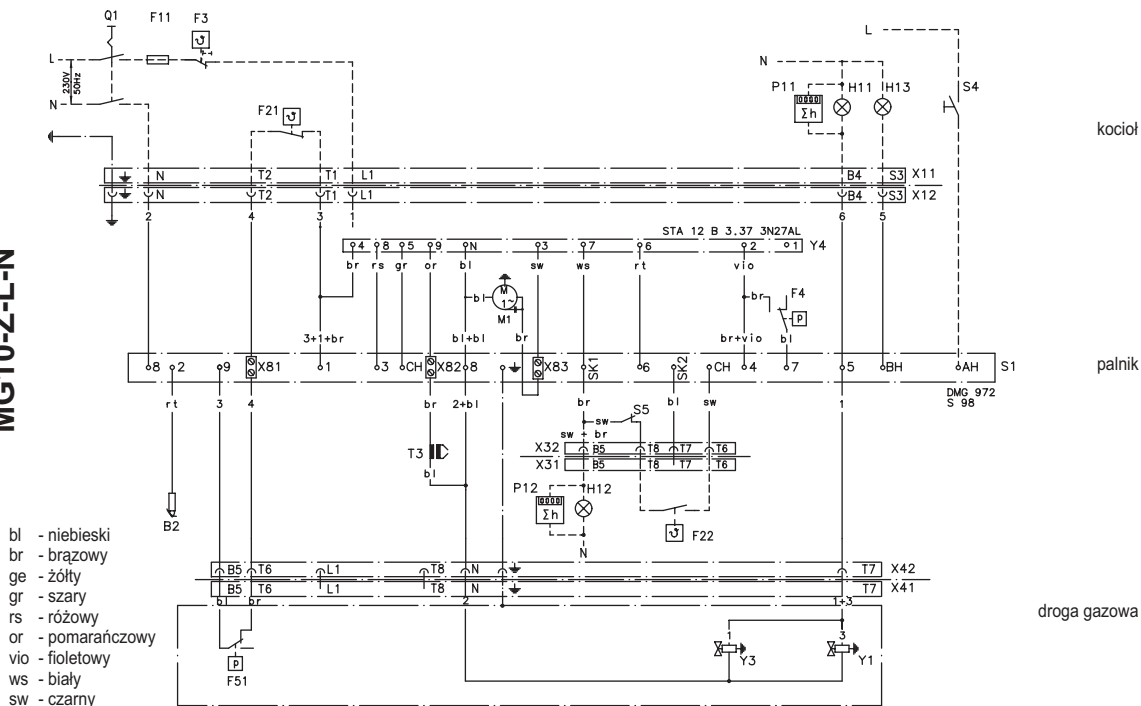 Q1 F11 F3
L
230V
50Hz
N
F21
L
N
P11 H11 H13 S4
Σh
kocioł
N T2 T1 L1 B4 S3 X11
N T2 T1 L1 B4 S3 X12
2 4 3 1 6 5
STA 12 B 3.37 3N27AL
4 8 5 9 N 3 7 6 2 1 Y4
br rs gr or bl sw ws rt vio
MG10-Z-L-N
bl M 1~ br F4
M1 P
3+1+br bl+bl br br+vio bl
8 2 9 X81 1 3 CH X82 8 X83 SK1 6 SK2 CH 4 7 5 BH AH S1
palnik
DMG 972
S 98
rt 3 4 br 2+bl br bl sw 1
sw S5
sw + br
T3
X32 B5 T8 T7 T6
X31 B5 T8 T7 T6
bl
P12 H12
Σh
F22
B2
N
bl - niebieski
br - brązowy
ge - żółty
gr - szary
rs - różowy
or - pomarańczowy
vio - fioletowy
ws - biały
sw - czarny
B5 T6 L1 T8 N T7 X42
B5 T6 L1 T8 N T7 X41
bl br 2 1+3
droga gazowa
1 3
Y3 Y1
P
F51